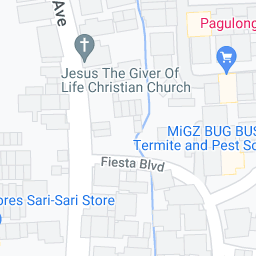 Ave
Pagulong
Jesus The Giver Of
Life Christian Church
MiGZ BUG BUS
Termite and Pest So
Fiesta Blvd
ores Sari-Sari Store